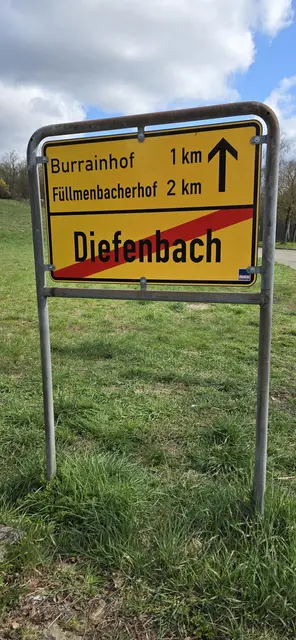 Burrainhof 1 km
Füllmenbacherhof 2 km
Diefenbach